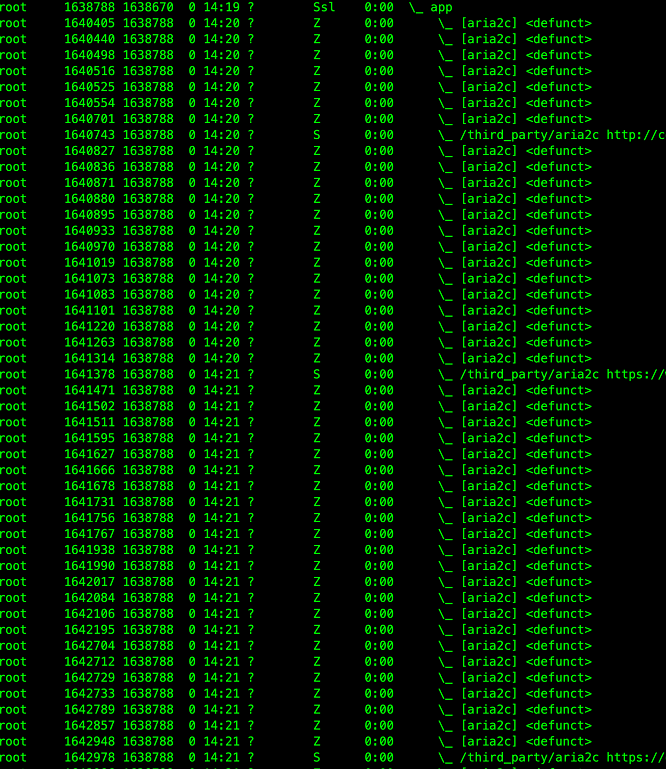 root 1638788 1638670 0 14:19 ? Ssl 0:00 \_ app
root 1640405 1638788 0 14:20 ? Z 0:00 \_ [aria2c] <defunct>
root 1640440 1638788 0 14:20 ? Z 0:00 \_ [aria2c] <defunct>
root 1640498 1638788 0 14:20 ? Z 0:00 \_ [aria2c] <defunct>
root 1640516 1638788 0 14:20 ? Z 0:00 \_ [aria2c] <defunct>
root 1640525 1638788 0 14:20 ? Z 0:00 \_ [aria2c] <defunct>
root 1640554 1638788 0 14:20 ? Z 0:00 \_ [aria2c] <defunct>
root 1640701 1638788 0 14:20 ? Z 0:00 \_ [aria2c] <defunct>
root 1640743 1638788 0 14:20 ? S 0:00 \_ /third_party/aria2c http://c
root 1640827 1638788 0 14:20 ? Z 0:00 \_ [aria2c] <defunct>
root 1640836 1638788 0 14:20 ? Z 0:00 \_ [aria2c] <defunct>
root 1640871 1638788 0 14:20 ? Z 0:00 \_ [aria2c] <defunct>
root 1640880 1638788 0 14:20 ? Z 0:00 \_ [aria2c] <defunct>
root 1640895 1638788 0 14:20 ? Z 0:00 \_ [aria2c] <defunct>
root 1640933 1638788 0 14:20 ? Z 0:00 \_ [aria2c] <defunct>
root 1640970 1638788 0 14:20 ? Z 0:00 \_ [aria2c] <defunct>
root 1641019 1638788 0 14:20 ? Z 0:00 \_ [aria2c] <defunct>
root 1641073 1638788 0 14:20 ? Z 0:00 \_ [aria2c] <defunct>
root 1641083 1638788 0 14:20 ? Z 0:00 \_ [aria2c] <defunct>
root 1641101 1638788 0 14:20 ? Z 0:00 \_ [aria2c] <defunct>
root 1641220 1638788 0 14:20 ? Z 0:00 \_ [aria2c] <defunct>
root 1641263 1638788 0 14:20 ? Z 0:00 \_ [aria2c] <defunct>
root 1641314 1638788 0 14:20 ? Z 0:00 \_ [aria2c] <defunct>
root 1641378 1638788 0 14:21 ? S 0:00 \_ /third_party/aria2c https://
root 1641471 1638788 0 14:21 ? Z 0:00 \_ [aria2c] <defunct>
root 1641502 1638788 0 14:21 ? Z 0:00 \_ [aria2c] <defunct>
root 1641511 1638788 0 14:21 ? Z 0:00 \_ [aria2c] <defunct>
root 1641595 1638788 0 14:21 ? Z 0:00 \_ [aria2c] <defunct>
root 1641627 1638788 0 14:21 ? Z 0:00 \_ [aria2c] <defunct>
root 1641666 1638788 0 14:21 ? Z 0:00 \_ [aria2c] <defunct>
root 1641678 1638788 0 14:21 ? Z 0:00 \_ [aria2c] <defunct>
root 1641731 1638788 0 14:21 ? Z 0:00 \_ [aria2c] <defunct>
root 1641756 1638788 0 14:21 ? Z 0:00 \_ [aria2c] <defunct>
root 1641767 1638788 0 14:21 ? Z 0:00 \_ [aria2c] <defunct>
root 1641938 1638788 0 14:21 ? Z 0:00 \_ [aria2c] <defunct>
root 1641990 1638788 0 14:21 ? Z 0:00 \_ [aria2c] <defunct>
root 1642017 1638788 0 14:21 ? Z 0:00 \_ [aria2c] <defunct>
root 1642084 1638788 0 14:21 ? Z 0:00 \_ [aria2c] <defunct>
root 1642106 1638788 0 14:21 ? Z 0:00 \_ [aria2c] <defunct>
root 1642195 1638788 0 14:21 ? Z 0:00 \_ [aria2c] <defunct>
root 1642704 1638788 0 14:21 ? Z 0:00 \_ [aria2c] <defunct>
root 1642712 1638788 0 14:21 ? Z 0:00 \_ [aria2c] <defunct>
root 1642729 1638788 0 14:21 ? Z 0:00 \_ [aria2c] <defunct>
root 1642733 1638788 0 14:21 ? Z 0:00 \_ [aria2c] <defunct>
root 1642789 1638788 0 14:21 ? Z 0:00 \_ [aria2c] <defunct>
root 1642857 1638788 0 14:21 ? Z 0:00 \_ [aria2c] <defunct>
root 1642948 1638788 0 14:21 ? Z 0:00 \_ [aria2c] <defunct>
root 1642978 1638788 0 14:21 ? S 0:00 \_ /third_party/aria2c https://